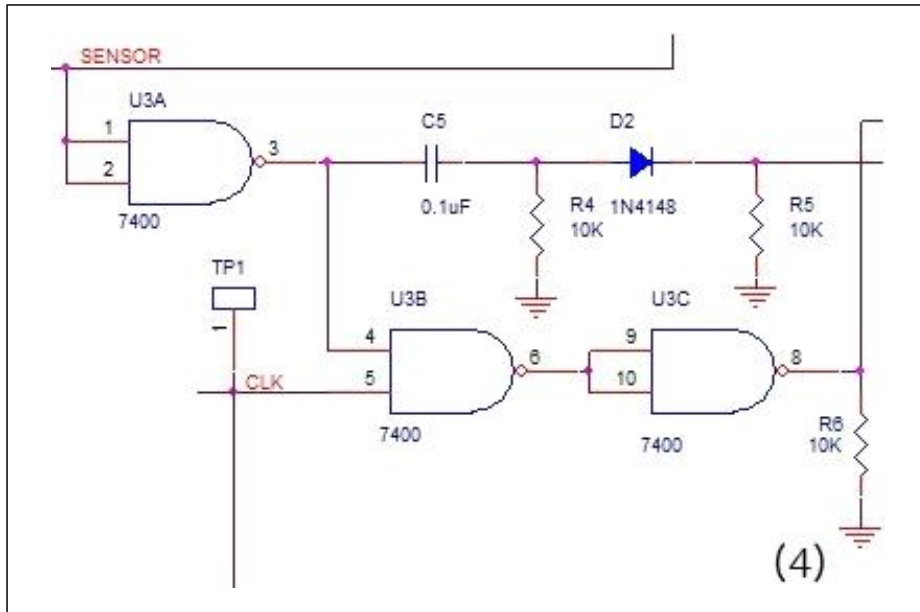 SENSOR
U3A
1
2
3
7400
C5
0.1uF
D2
1N4148
R4
10K
R5
10K
TP1
1
CLK
U3B
4
5
6
7400
U3C
9
10
8
7400
R6
10K
(4)